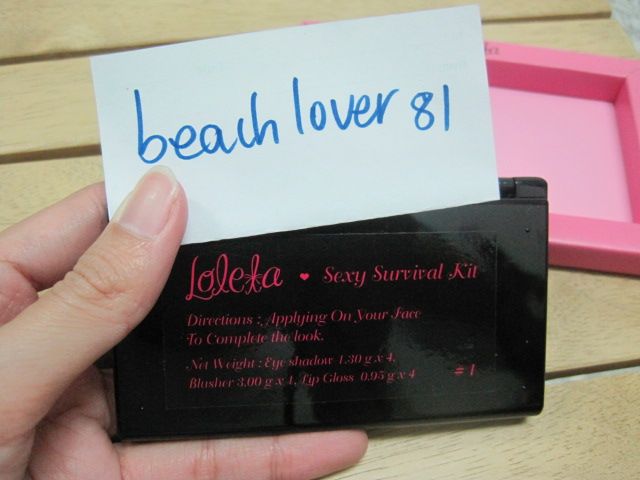 beach lover 81
Loleta ♥ Sexy Survival Kit
Directions : Applying On Your Face
To Complete the look.
Net Weight : Eye shadow 1.30 g x 4,
Blusher 3.00 g x 1, Lip Gloss 0.95 g x 4
# 1